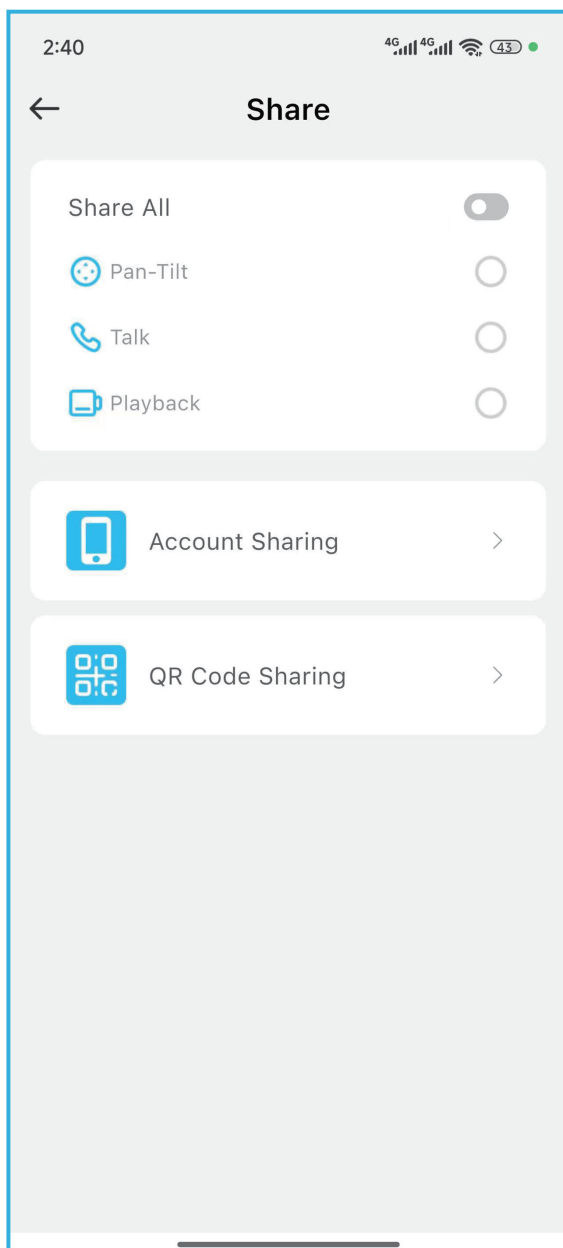 2:40 4G 4G 43
Share
Share All
Pan-Tilt
Talk
Playback
Account Sharing
QR Code Sharing